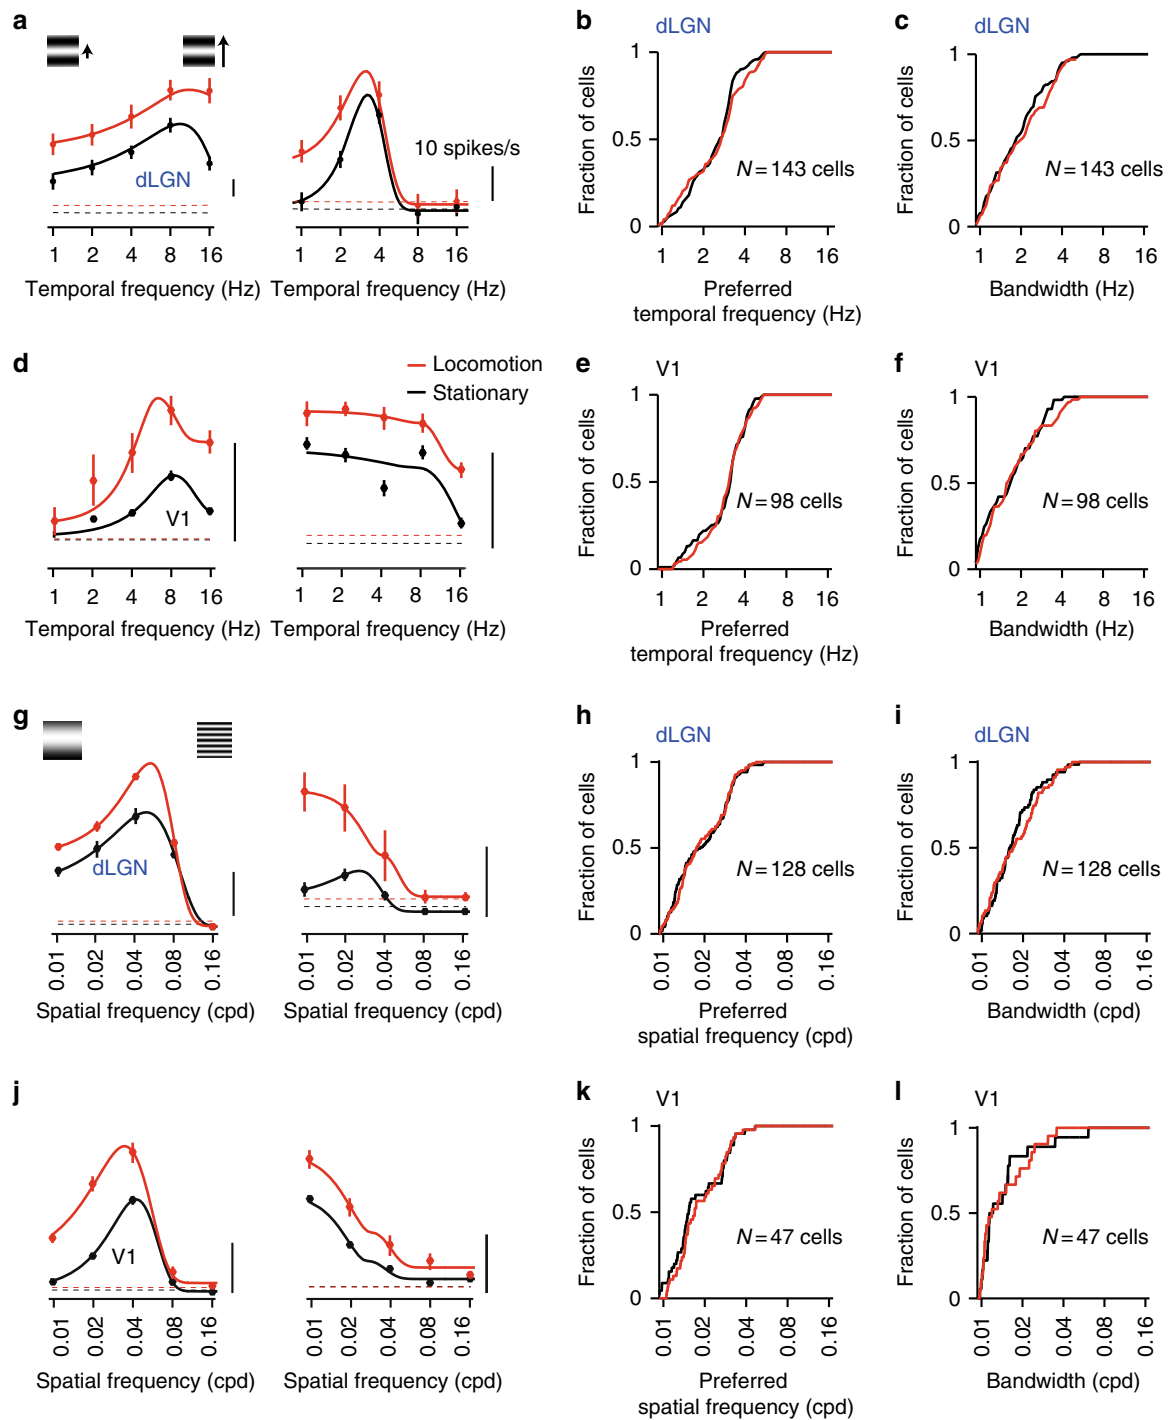 a
dLGN
10 spikes/s
1 2 4 8 16
1 2 4 8 16
Temporal frequency (Hz)
Temporal frequency (Hz)
b
dLGN
Fraction of cells
1
0.5
0
N = 143 cells
1 2 4 8 16
Preferred
temporal frequency (Hz)
c
dLGN
Fraction of cells
1
0.5
0
N = 143 cells
1 2 4 8 16
Bandwidth (Hz)
d
Locomotion
Stationary
V1
1 2 4 8 16
1 2 4 8 16
Temporal frequency (Hz)
Temporal frequency (Hz)
e
V1
Fraction of cells
1
0.5
0
N = 98 cells
1 2 4 8 16
Preferred
temporal frequency (Hz)
f
V1
Fraction of cells
1
0.5
0
N = 98 cells
1 2 4 8 16
Bandwidth (Hz)
g
dLGN
0.01 0.02 0.04 0.08 0.16
0.01 0.02 0.04 0.08 0.16
Spatial frequency (cpd)
Spatial frequency (cpd)
h
dLGN
Fraction of cells
1
0.5
0
N = 128 cells
0.01 0.02 0.04 0.08 0.16
Preferred
spatial frequency (cpd)
i
dLGN
Fraction of cells
1
0.5
0
N = 128 cells
0.01 0.02 0.04 0.08 0.16
Bandwidth (cpd)
j
V1
0.01 0.02 0.04 0.08 0.16
0.01 0.02 0.04 0.08 0.16
Spatial frequency (cpd)
Spatial frequency (cpd)
k
V1
Fraction of cells
1
0.5
0
N = 47 cells
0.01 0.02 0.04 0.08 0.16
Preferred
spatial frequency (cpd)
l
V1
Fraction of cells
1
0.5
0
N = 47 cells
0.01 0.02 0.04 0.08 0.16
Bandwidth (cpd)